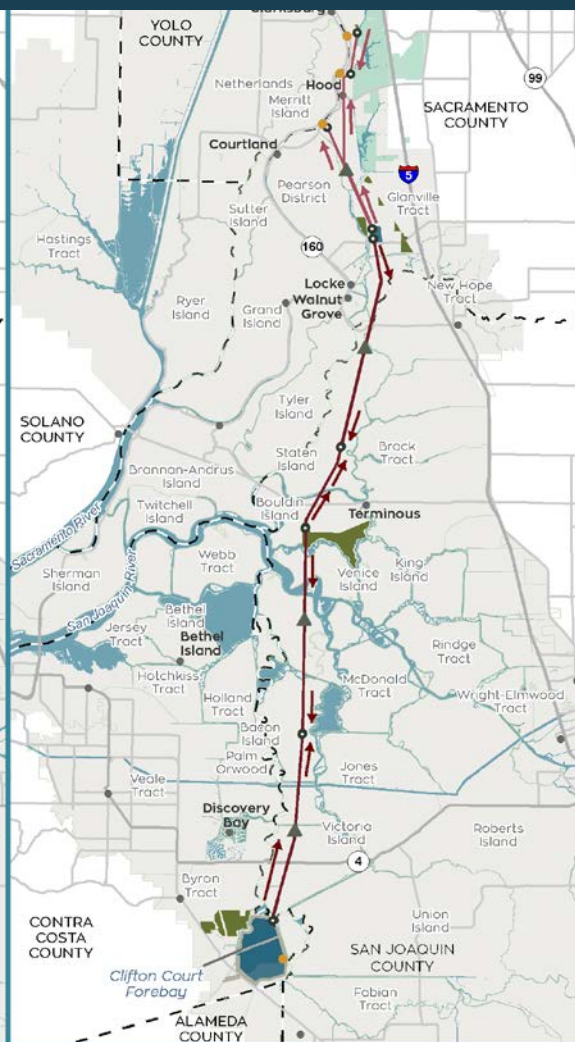 Clarksburg
YOLO
COUNTY
99
Netherlands
Hood
Merritt
Island
SACRAMENTO
COUNTY
Courtland
5
Pearson
District
Glanville
Tract
Sutter
Island
Hastings
Tract
160
Locke
Walnut
Grove
New Hope
Tract
Ryer
Island
Grand
Island
Tyler
Island
SOLANO
COUNTY
Staten
Island
Brack
Tract
Brannan-Andrus
Island
Sacramento River
Twitchell
Island
Bouldin
Island
Terminous
Webb
Tract
Venice
Island
King
Island
Sherman
Island
San Joaquin River
Bethel
Island
Jersey
Tract
Bethel
Island
Rindge
Tract
Hotchkiss
Tract
McDonald
Tract
Holland
Tract
Wright-Elmwood
Tract
Bacon
Island
Palm
Orwood
Jones
Tract
Veale
Tract
Discovery
Bay
Victoria
Island
Roberts
Island
4
Byron
Tract
CONTRA
COSTA
COUNTY
Union
Island
SAN JOAQUIN
COUNTY
Clifton Court
Forebay
Fabian
Tract
ALAMEDA
COUNTY